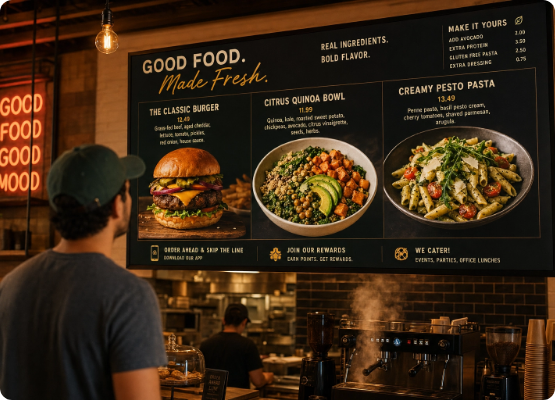 GOOD
FOOD
GOOD
MOOD
GOOD FOOD.
Made Fresh.
REAL INGREDIENTS.
BOLD FLAVOR.
MAKE IT YOURS
ADD AVOCADO 2.00
EXTRA PROTEIN 3.50
GLUTEN FREE PASTA 2.50
EXTRA DRESSING 0.75
THE CLASSIC BURGER
12.49
Grass-fed beef, aged cheddar,
lettuce, tomato, pickles,
red onion, house sauce.
CITRUS QUINOA BOWL
11.99
Quinoa, kale, roasted sweet potato,
chickpeas, avocado, citrus vinaigrette,
seeds, herbs.
CREAMY PESTO PASTA
13.49
Penne pasta, basil pesto cream,
cherry tomatoes, shaved parmesan,
arugula.
ORDER AHEAD & SKIP THE LINE
DOWNLOAD OUR APP
JOIN OUR REWARDS
EARN POINTS, GET REWARDS.
WE CATER!
EVENTS, PARTIES, OFFICE LUNCHES